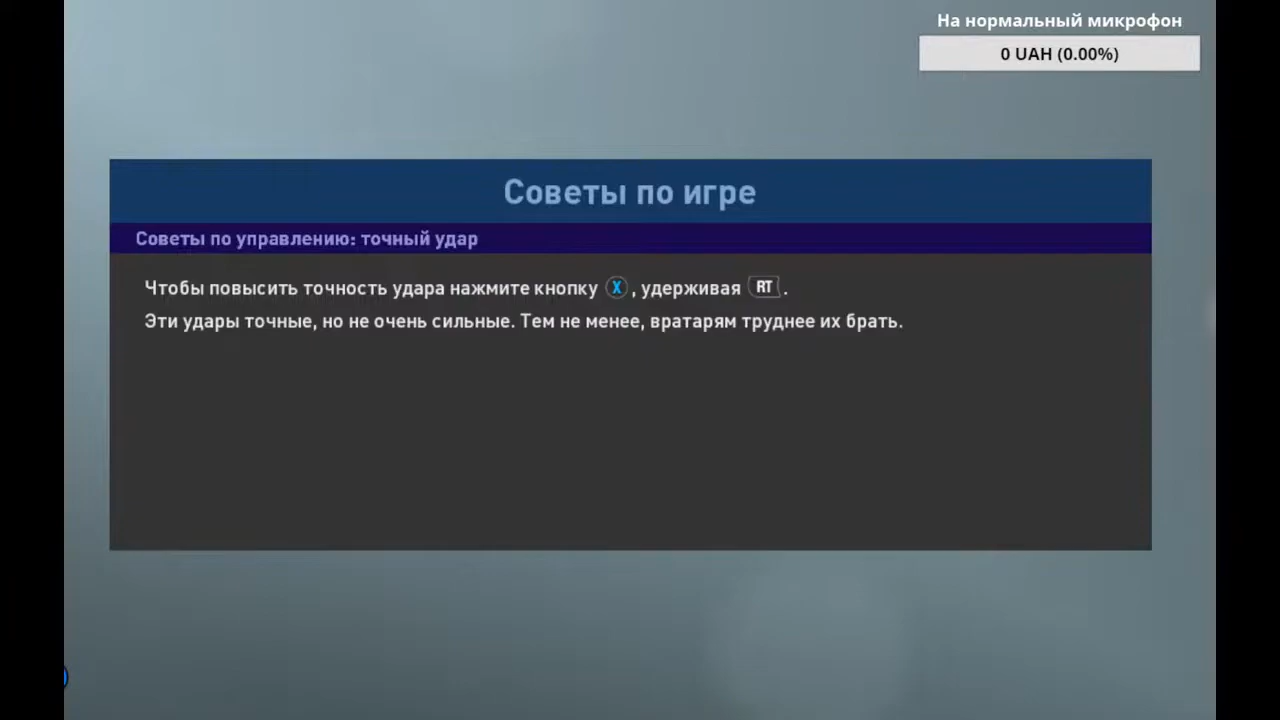 На нормальный микрофон
0 UAH (0.00%)
Советы по игре
Советы по управлению: точный удар
Чтобы повысить точность удара нажмите кнопку X, удерживая RT.
Эти удары точные, но не очень сильные. Тем не менее, вратарям труднее их брать.